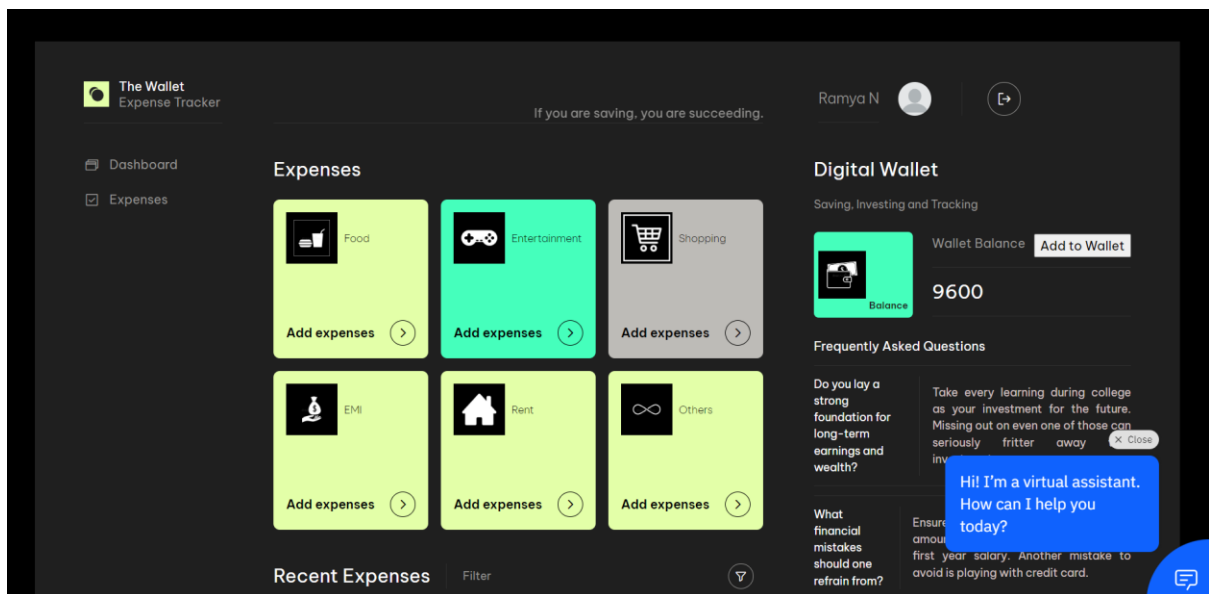 The Wallet
Expense Tracker
If you are saving, you are succeeding.
Ramya N
Dashboard
Expenses
Expenses
Food
Add expenses
Entertainment
Add expenses
Shopping
Add expenses
EMI
Add expenses
Rent
Add expenses
Others
Add expenses
Recent Expenses
Filter
Digital Wallet
Saving, Investing and Tracking
Balance
Wallet Balance
Add to Wallet
9600
Frequently Asked Questions
Do you lay a
strong
foundation for
long-term
earnings and
wealth?
Take every learning during college
as your investment for the future.
Missing out on even one of those can
seriously fritter away
What
financial
mistakes
should one
refrain from?
Ensure
first year salary. Another mistake to
avoid is playing with credit card.
× Close
Hi! I'm a virtual assistant.
How can I help you
today?